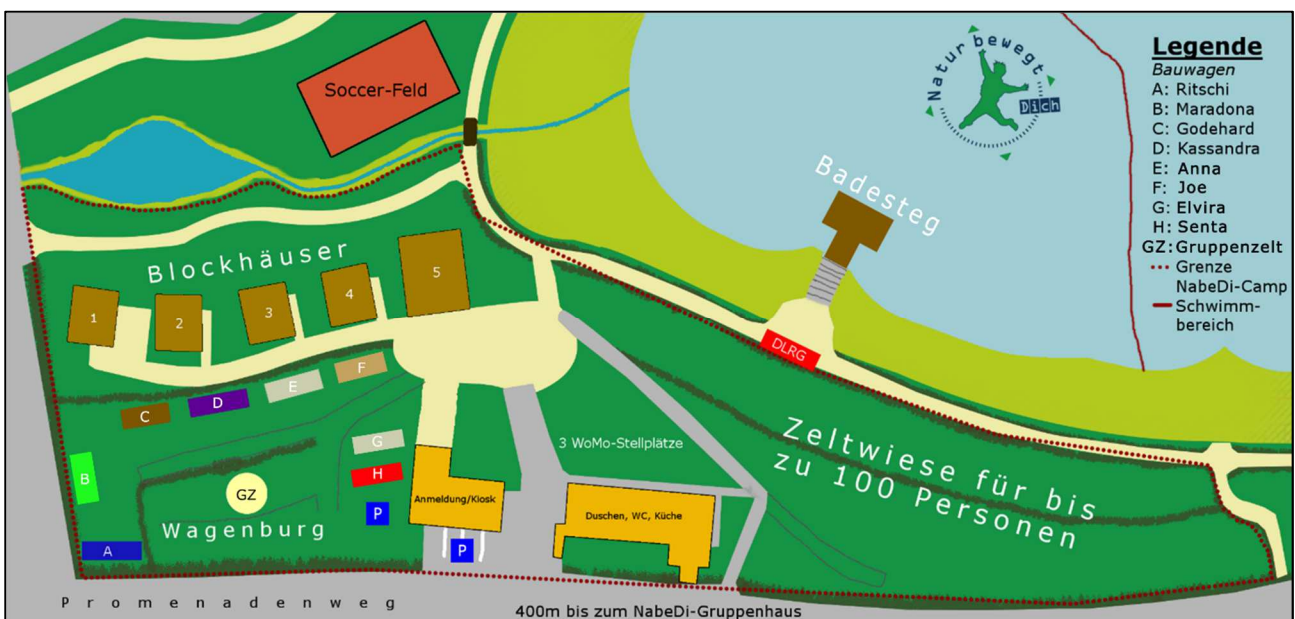 Soccer-Feld
Natur bewegt
Dich
Legende
Bauwagen
A: Ritschi
B: Maradona
C: Godehard
D: Kassandra
E: Anna
F: Joe
G: Elvira
H: Senta
GZ: Gruppenzelt
Grenze
NabeDi-Camp
Schwimm-
bereich
Badesteg
Blockhäuser
1
2
3
4
5
DLRG
F
E
D
C
B
A
G
H
GZ
P
Wagenburg
3 WoMo-Stellplätze
Anmeldung/Kiosk
P
Duschen, WC, Küche
Zeltwiese für bis
zu 100 Personen
Promenadenweg
400m bis zum NabeDi-Gruppenhaus